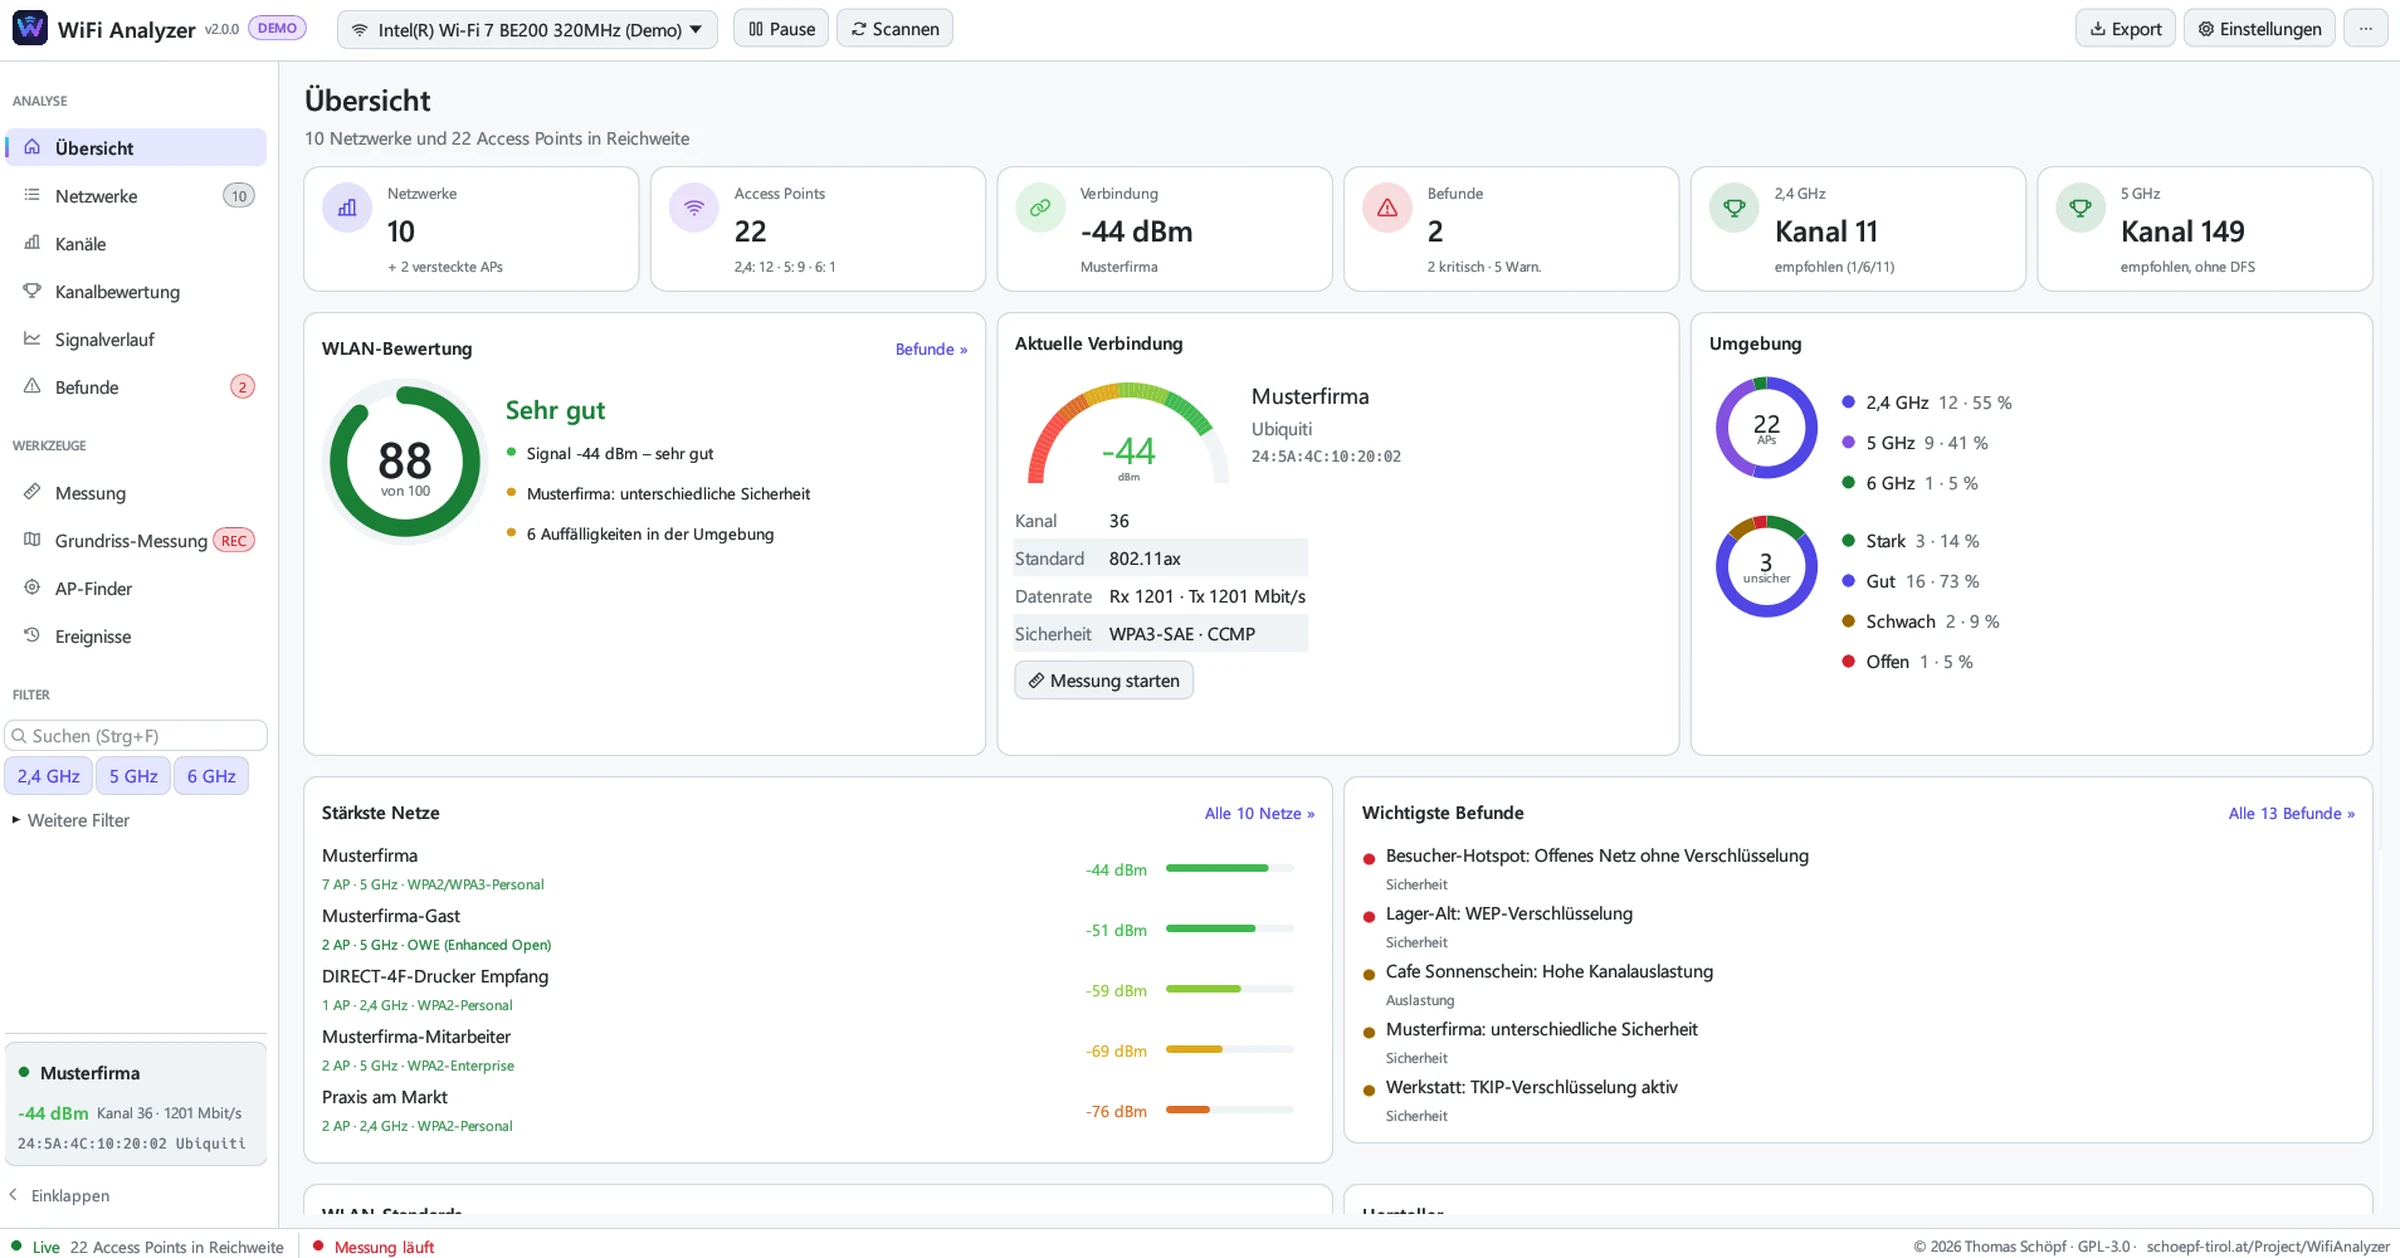 WiFi Analyzer v2.0.0 DEMO
Intel(R) Wi-Fi 7 BE200 320MHz (Demo)
Pause
Scannen
Export
Einstellungen
...
ANALYSE
Übersicht
Netzwerke 10
Kanäle
Kanalbewertung
Signalverlauf
Befunde 2
WERKZEUGE
Messung
Grundriss-Messung REC
AP-Finder
Ereignisse
FILTER
Suchen (Strg+F)
2,4 GHz 5 GHz 6 GHz
Weitere Filter
Musterfirma
-44 dBm Kanal 36 · 1201 Mbit/s
24:5A:4C:10:20:02 Ubiquiti
Einklappen
Übersicht
10 Netzwerke und 22 Access Points in Reichweite
Netzwerke
10
+ 2 versteckte APs
Access Points
22
2,4: 12 · 5: 9 · 6: 1
Verbindung
-44 dBm
Musterfirma
Befunde
2
2 kritisch · 5 Warn.
2,4 GHz
Kanal 11
empfohlen (1/6/11)
5 GHz
Kanal 149
empfohlen, ohne DFS
WLAN-Bewertung
Befunde »
88
von 100
Sehr gut
Signal -44 dBm – sehr gut
Musterfirma: unterschiedliche Sicherheit
6 Auffälligkeiten in der Umgebung
Aktuelle Verbindung
-44
dBm
Musterfirma
Ubiquiti
24:5A:4C:10:20:02
Kanal 36
Standard 802.11ax
Datenrate Rx 1201 · Tx 1201 Mbit/s
Sicherheit WPA3-SAE · CCMP
Messung starten
Umgebung
22
APs
2,4 GHz 12 · 55 %
5 GHz 9 · 41 %
6 GHz 1 · 5 %
3
unsicher
Stark 3 · 14 %
Gut 16 · 73 %
Schwach 2 · 9 %
Offen 1 · 5 %
Stärkste Netze
Alle 10 Netze »
Musterfirma
7 AP · 5 GHz · WPA2/WPA3-Personal
-44 dBm
Musterfirma-Gast
2 AP · 5 GHz · OWE (Enhanced Open)
-51 dBm
DIRECT-4F-Drucker Empfang
1 AP · 2,4 GHz · WPA2-Personal
-59 dBm
Musterfirma-Mitarbeiter
2 AP · 5 GHz · WPA2-Enterprise
-69 dBm
Praxis am Markt
2 AP · 2,4 GHz · WPA2-Personal
-76 dBm
Wichtigste Befunde
Alle 13 Befunde »
Besucher-Hotspot: Offenes Netz ohne Verschlüsselung
Sicherheit
Lager-Alt: WEP-Verschlüsselung
Sicherheit
Cafe Sonnenschein: Hohe Kanalauslastung
Auslastung
Musterfirma: unterschiedliche Sicherheit
Sicherheit
Werkstatt: TKIP-Verschlüsselung aktiv
Sicherheit
WLAN-Standards
Hersteller
Live 22 Access Points in Reichweite
Messung läuft
© 2026 Thomas Schöpf · GPL-3.0 · schoepf-tirol.at/Project/WifiAnalyzer